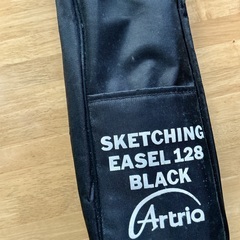 SKETCHING
EASEL 128
BLACK
Artria